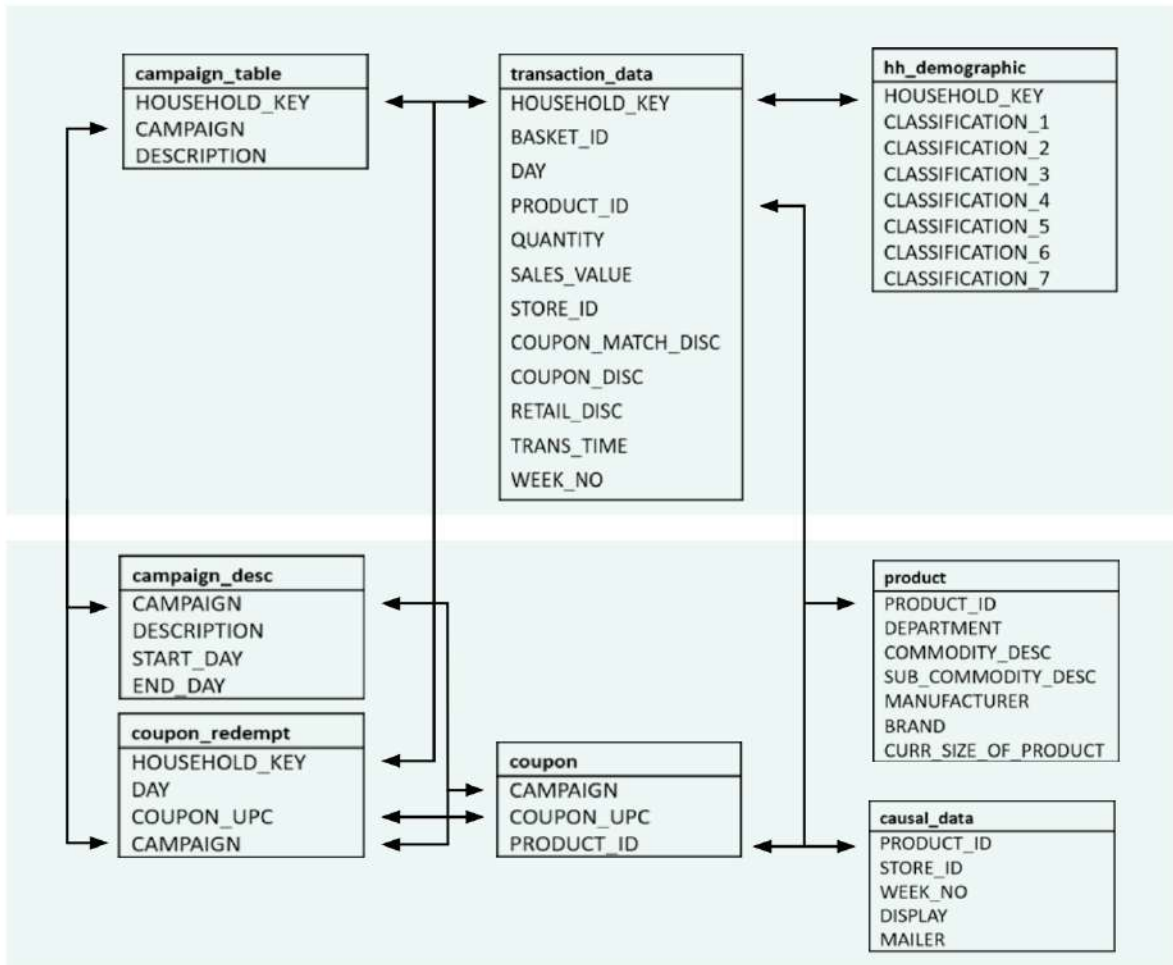 campaign_table
HOUSEHOLD_KEY
CAMPAIGN
DESCRIPTION
transaction_data
HOUSEHOLD_KEY
BASKET_ID
DAY
PRODUCT_ID
QUANTITY
SALES_VALUE
STORE_ID
COUPON_MATCH_DISC
COUPON_DISC
RETAIL_DISC
TRANS_TIME
WEEK_NO
hh_demographic
HOUSEHOLD_KEY
CLASSIFICATION_1
CLASSIFICATION_2
CLASSIFICATION_3
CLASSIFICATION_4
CLASSIFICATION_5
CLASSIFICATION_6
CLASSIFICATION_7
campaign_desc
CAMPAIGN
DESCRIPTION
START_DAY
END_DAY
coupon_redempt
HOUSEHOLD_KEY
DAY
COUPON_UPC
CAMPAIGN
coupon
CAMPAIGN
COUPON_UPC
PRODUCT_ID
product
PRODUCT_ID
DEPARTMENT
COMMODITY_DESC
SUB_COMMODITY_DESC
MANUFACTURER
BRAND
CURR_SIZE_OF_PRODUCT
causal_data
PRODUCT_ID
STORE_ID
WEEK_NO
DISPLAY
MAILER